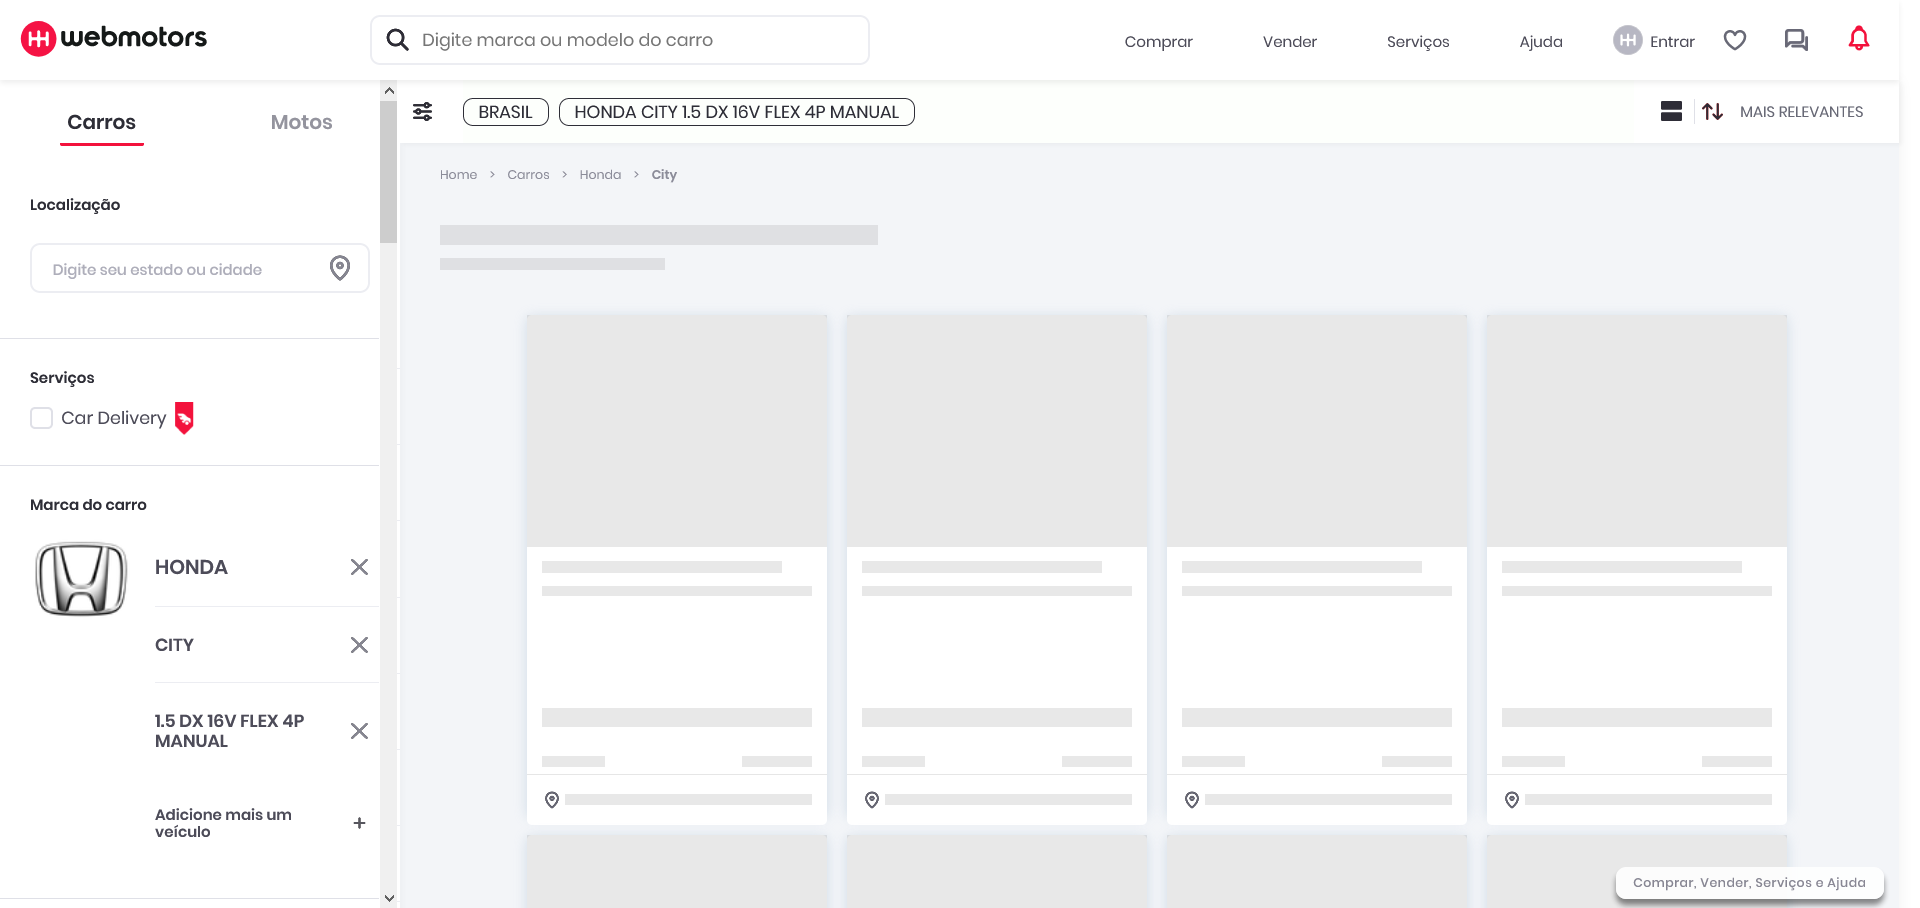 webmotors
Digite marca ou modelo do carro
Comprar
Vender
Serviços
Ajuda
Entrar
Carros
Motos
BRASIL
HONDA CITY 1.5 DX 16V FLEX 4P MANUAL
MAIS RELEVANTES
Home > Carros > Honda > City
Localização
Digite seu estado ou cidade
Serviços
Car Delivery
Marca do carro
HONDA
CITY
1.5 DX 16V FLEX 4P
MANUAL
Adicione mais um
veículo
+
Comprar, Vender, Serviços e Ajuda